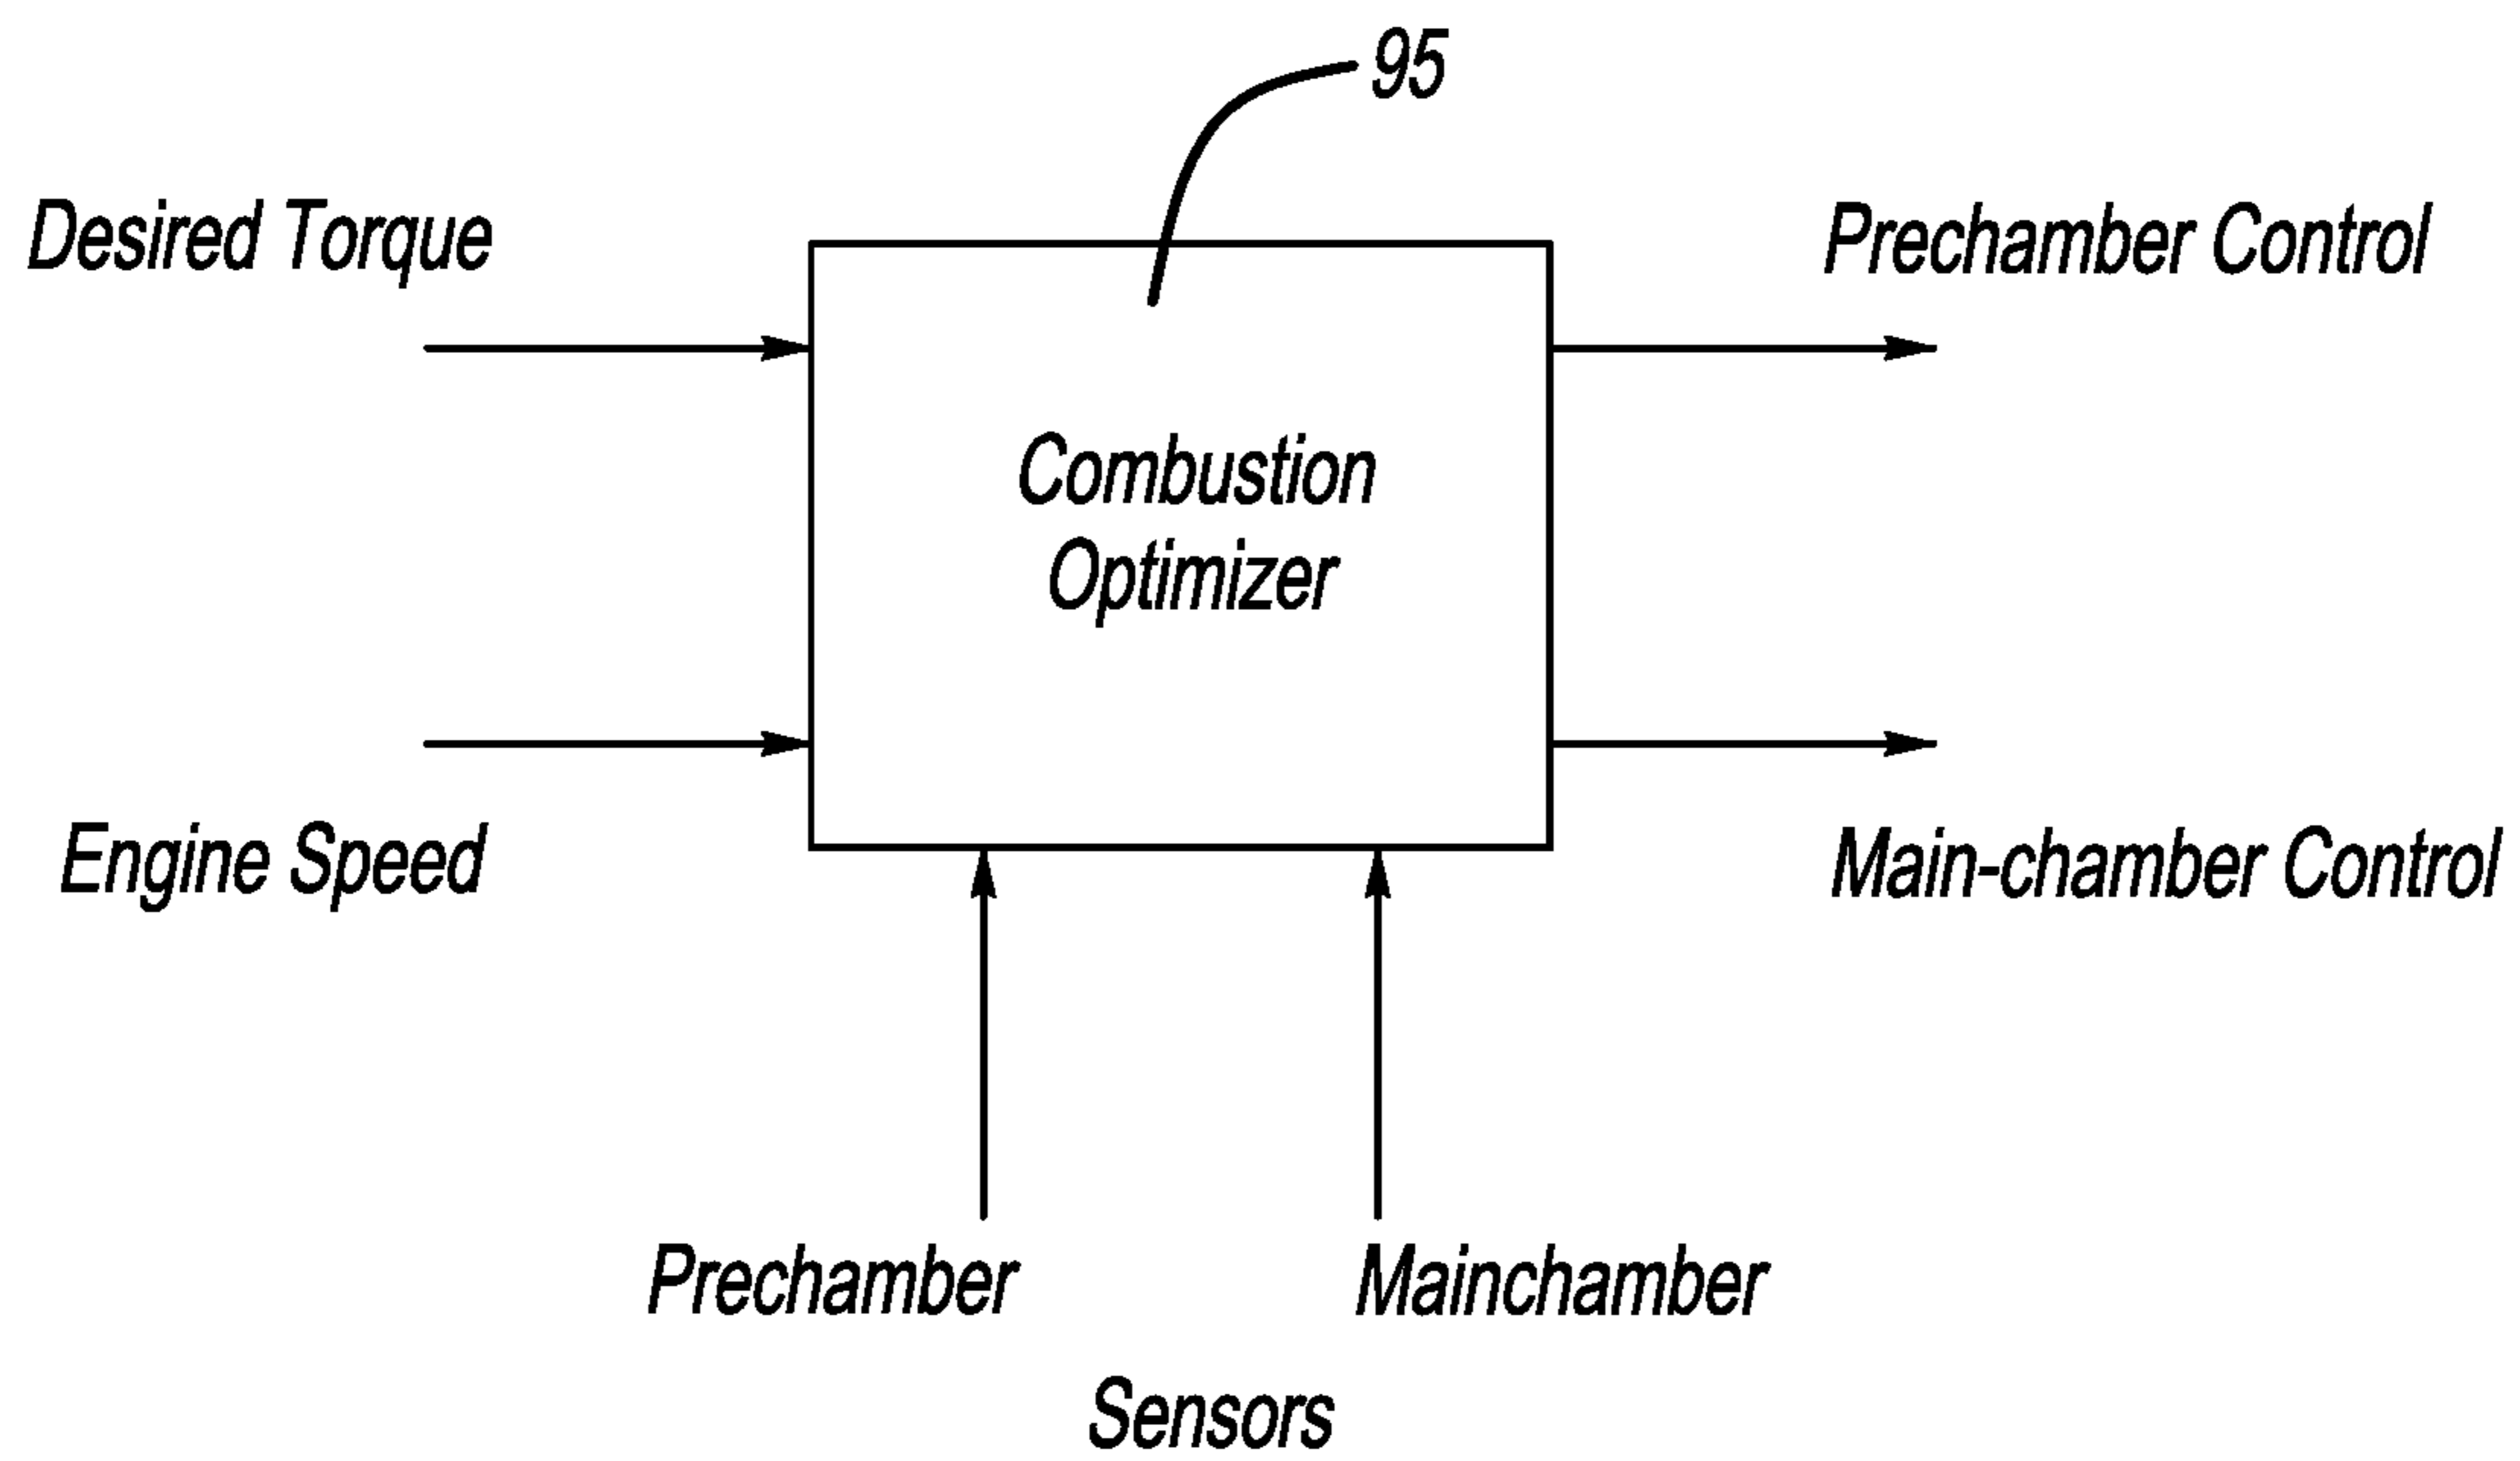 95
Desired Torque
Prechamber Control
Combustion
Optimizer
Engine Speed
Main-chamber Control
Prechamber
Mainchamber
Sensors